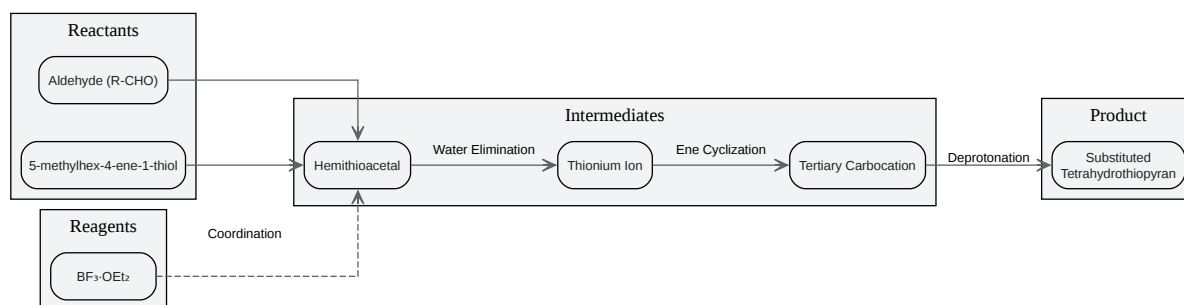 Reactants
Aldehyde (R-CHO)
5-methylhex-4-ene-1-thiol
Reagents
BF₃·OEt₂
Coordination
Intermediates
Hemithioacetal
Water Elimination
Thionium Ion
Ene Cyclization
Tertiary Carbocation
Deprotonation
Product
Substituted
Tetrahydrothiopyran